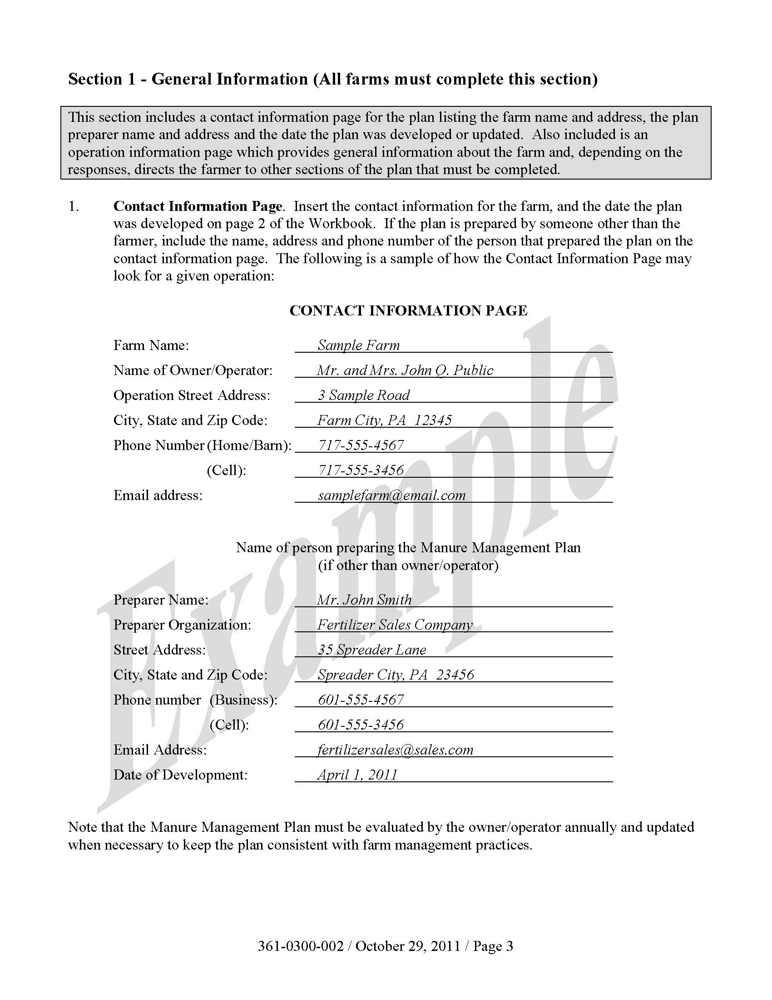 Section 1 - General Information (All farms must complete this section)
This section includes a contact information page for the plan listing the farm name and address, the plan
preparer name and address and the date the plan was developed or updated.  Also included is an
operation information page which provides general information about the farm and, depending on the
responses, directs the farmer to other sections of the plan that must be completed.
1. Contact Information Page.  Insert the contact information for the farm, and the date the plan
was developed on page 2 of the Workbook.  If the plan is prepared by someone other than the
farmer, include the name, address and phone number of the person that prepared the plan on the
contact information page.  The following is a sample of how the Contact Information Page may
look for a given operation:
CONTACT INFORMATION PAGE
Farm Name: Sample Farm
Name of Owner/Operator: Mr. and Mrs. John Q. Public
Operation Street Address: 3 Sample Road
City, State and Zip Code: Farm City, PA  12345
Phone Number (Home/Barn): 717-555-4567
(Cell): 717-555-3456
Email address: samplefarm@email.com
Name of person preparing the Manure Management Plan
(if other than owner/operator)
Preparer Name: Mr. John Smith
Preparer Organization: Fertilizer Sales Company
Street Address: 35 Spreader Lane
City, State and Zip Code: Spreader City, PA  23456
Phone number (Business): 601-555-4567
(Cell): 601-555-3456
Email Address: fertilizersales@sales.com
Date of Development: April 1, 2011
Example
Note that the Manure Management Plan must be evaluated by the owner/operator annually and updated
when necessary to keep the plan consistent with farm management practices.
361-0300-002 / October 29, 2011 / Page 3